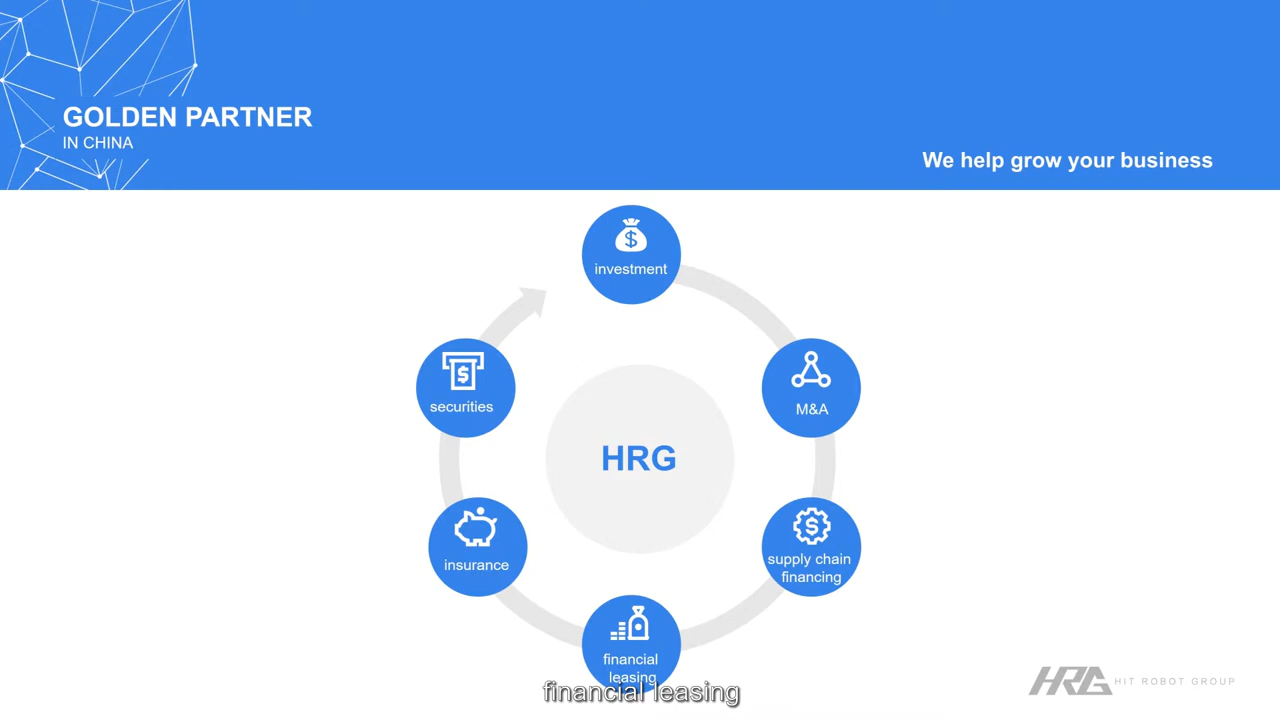 GOLDEN PARTNER
IN CHINA
We help grow your business
investment
securities
M&A
HRG
insurance
supply chain
financing
financial
leasing
financial leasing
HRG HIT ROBOT GROUP